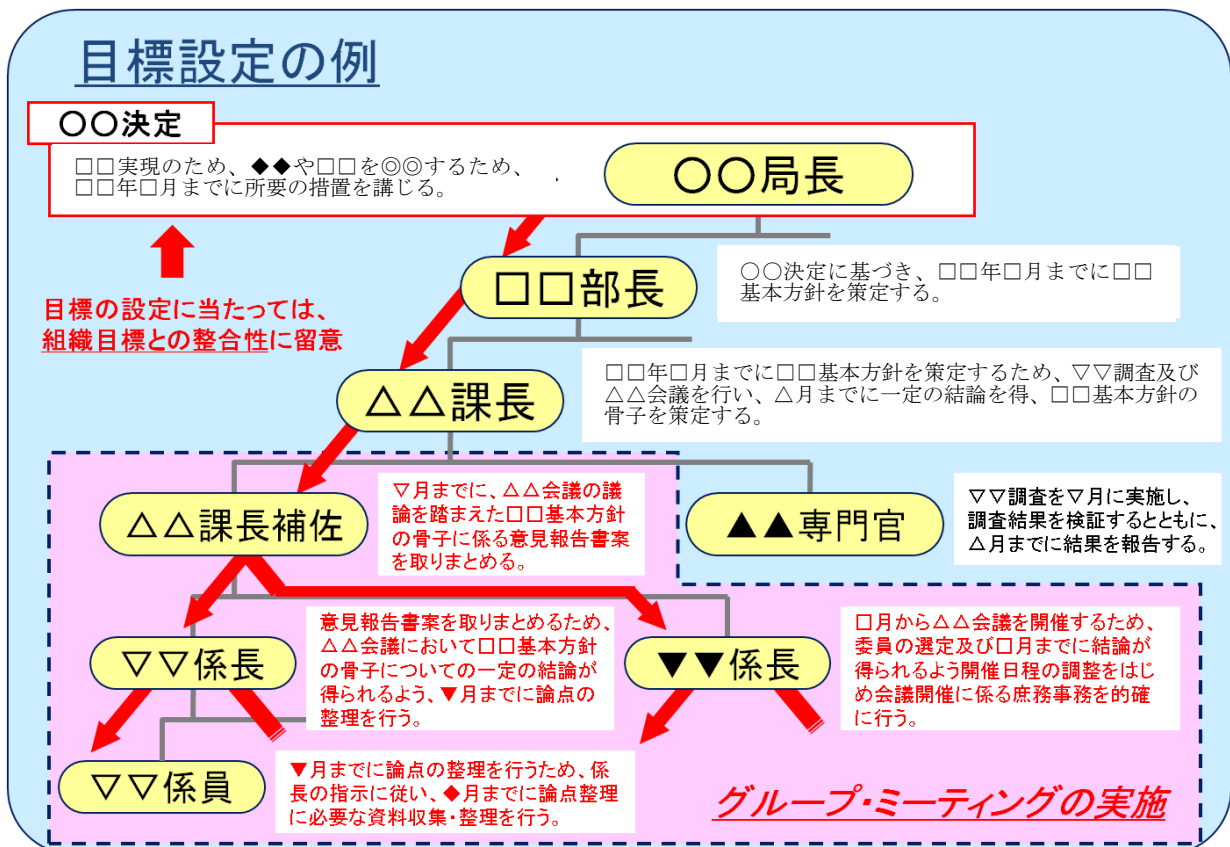 目標設定の例
〇〇決定
□□実現のため、◆◆や□□を◎◎するため、
□□年□月までに所要の措置を講じる。
〇〇局長
目標の設定に当たっては、
組織目標との整合性に留意
□□部長
〇〇決定に基づき、□□年□月までに□□
基本方針を策定する。
△△課長
□□年□月までに□□基本方針を策定するため、▽▽調査及び
△△会議を行い、△月までに一定の結論を得、□□基本方針の
骨子を策定する。
△△課長補佐
▽月までに、△△会議の議
論を踏まえた□□基本方針
の骨子に係る意見報告書案
を取りまとめる。
▲▲専門官
▽▽調査を▽月に実施し、
調査結果を検証するとともに、
△月までに結果を報告する。
▽▽係長
意見報告書案を取りまとめるため、
△△会議において□□基本方針
の骨子についての一定の結論が
得られるよう、▼月までに論点の
整理を行う。
▼▼係長
□月から△△会議を開催するため、
委員の選定及び□月までに結論が
得られるよう開催日程の調整をはじ
め会議開催に係る庶務事務を的確
に行う。
▽▽係員
▼月までに論点の整理を行うため、係
長の指示に従い、◆月までに論点整理
に必要な資料収集・整理を行う。
グループ・ミーティングの実施